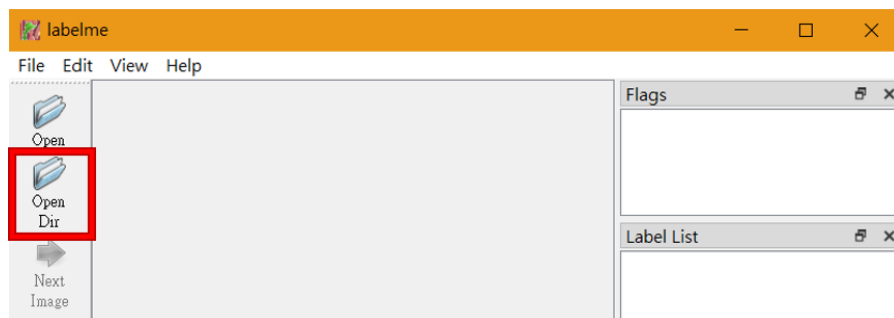 labelme
File Edit View Help
Open
Open
Dir
Next
Image
Flags
Label List